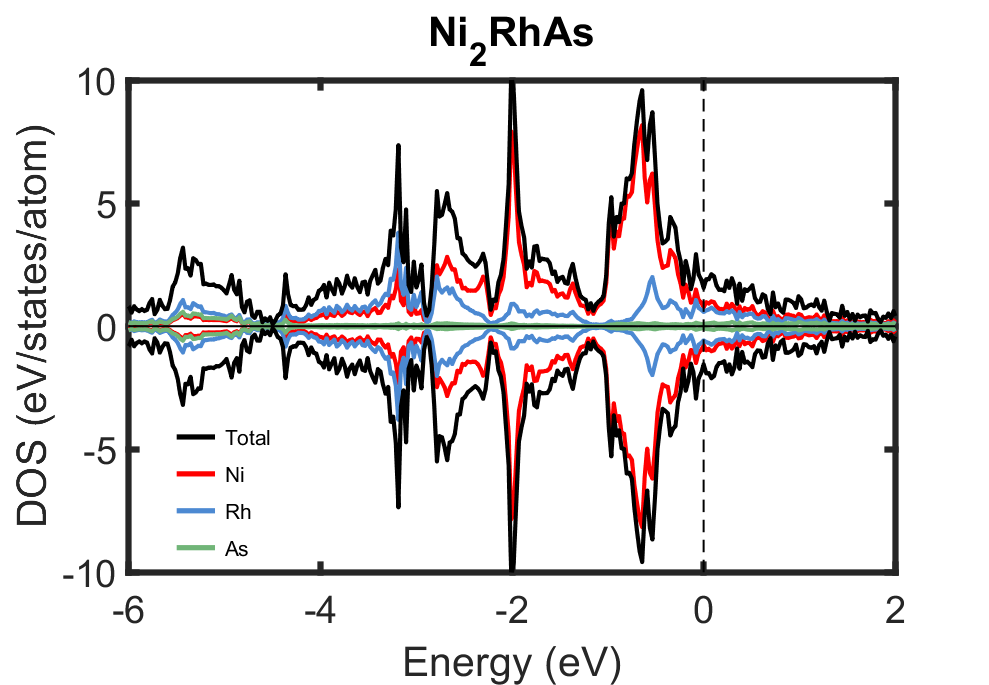 Ni2RhAs
10
5
0
-5
-10
DOS (eV/states/atom)
Total
Ni
Rh
As
-6 -4 -2 0 2
Energy (eV)